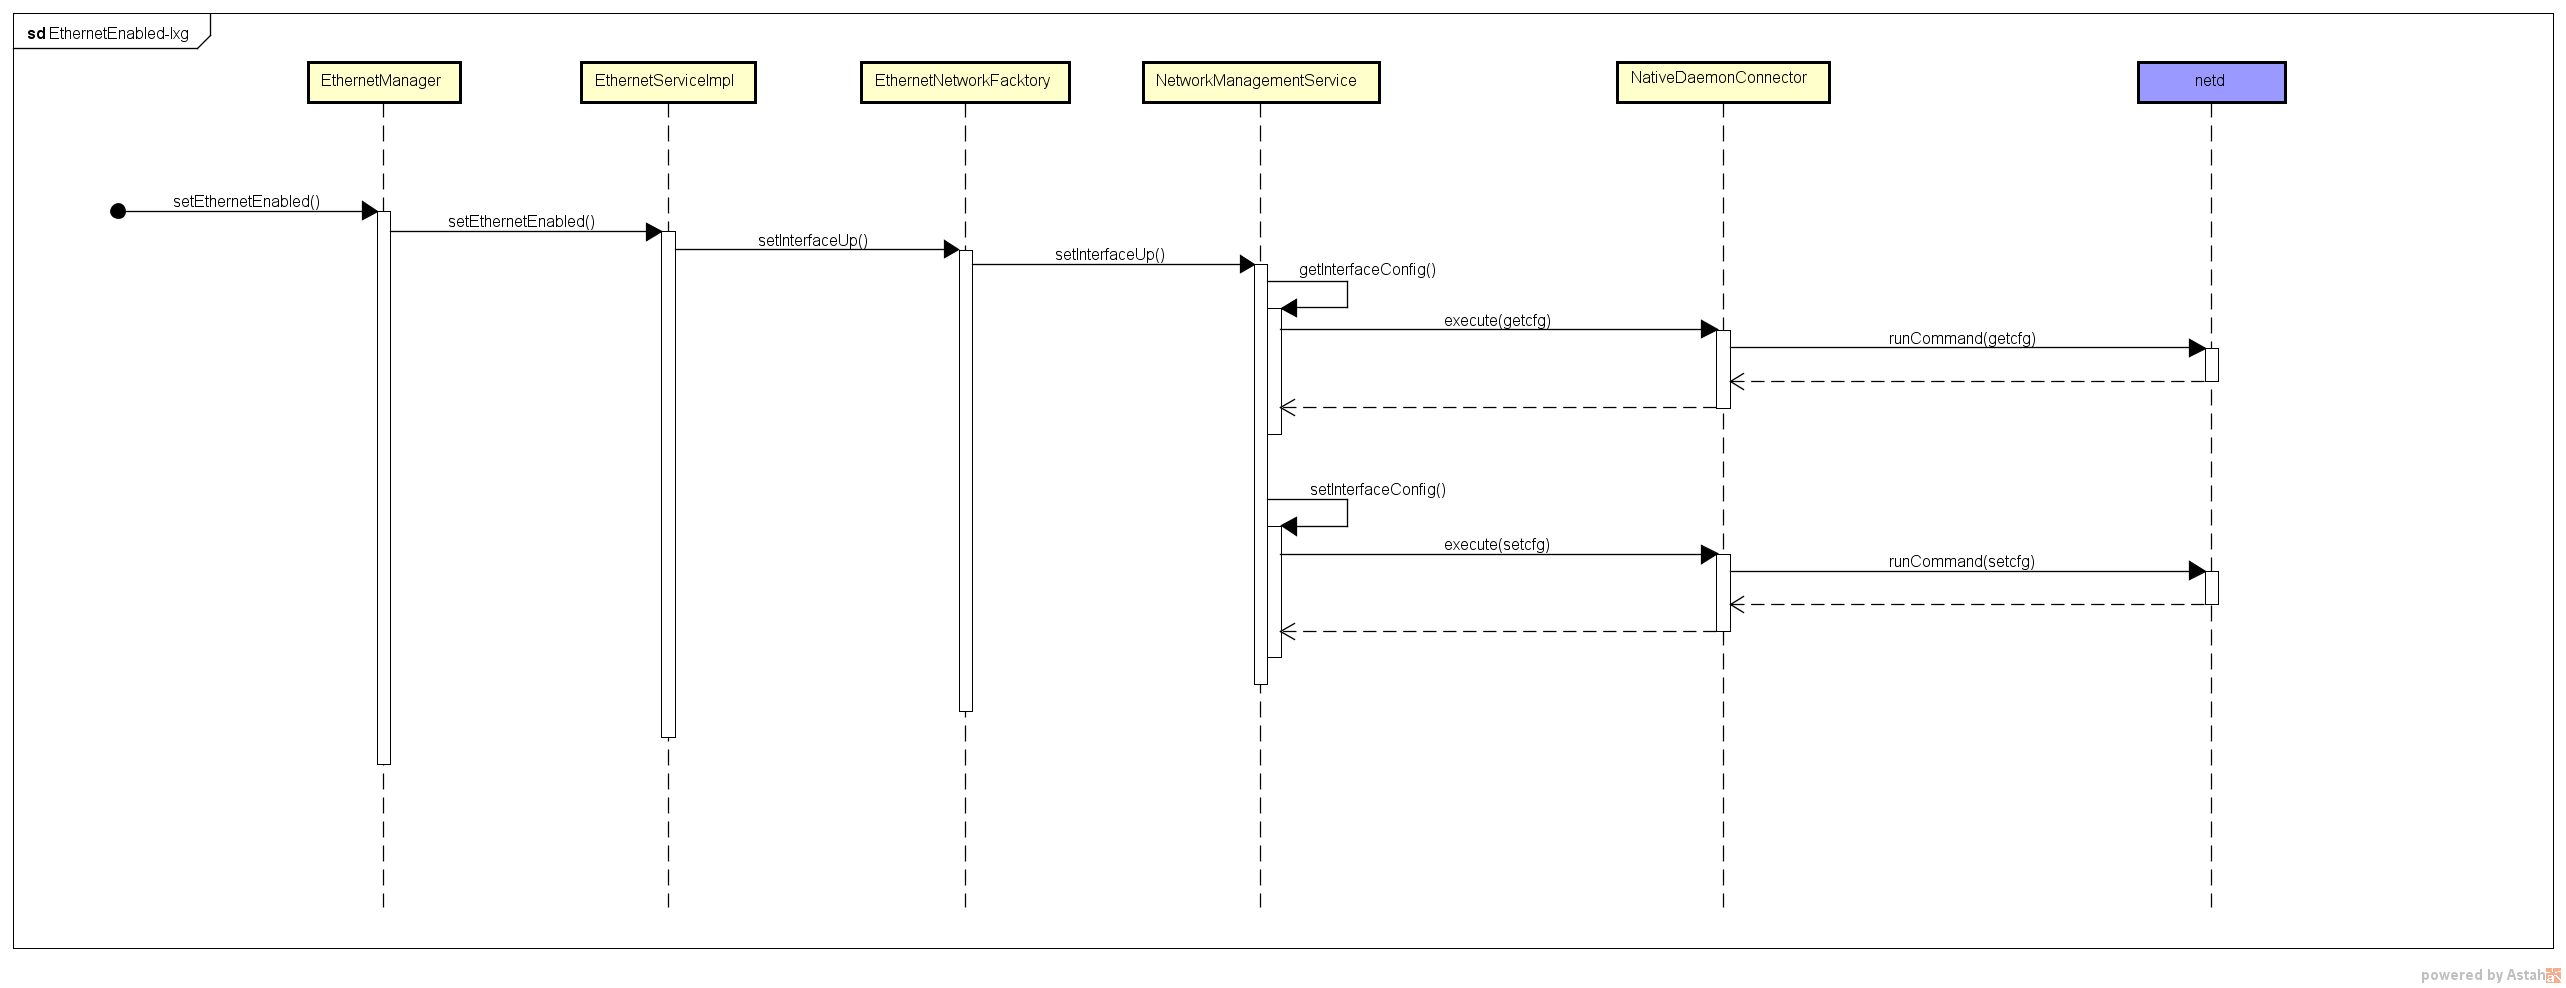 sd EthernetEnabled-lxg
EthernetManager
EthernetServiceImpl
EthernetNetworkFacktory
NetworkManagementService
NativeDaemonConnector
netd
setEthernetEnabled()
setEthernetEnabled()
setInterfaceUp()
setInterfaceUp()
getInterfaceConfig()
execute(getcfg)
runCommand(getcfg)
setInterfaceConfig()
execute(setcfg)
runCommand(setcfg)
powered by Astah